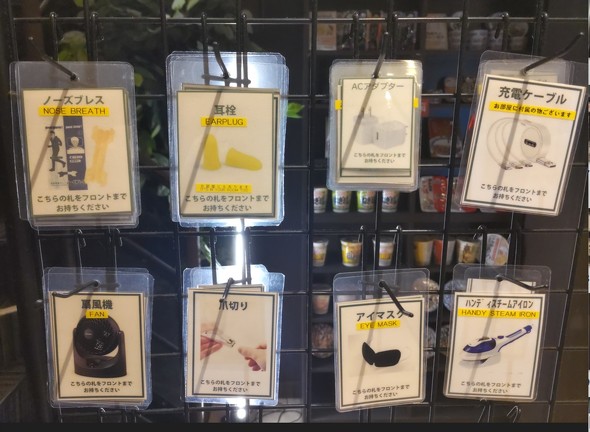 ノーズブレス
NOSE BREATH
こちらの札をフロントまで
お持ちください
耳栓
EARPLUG
こちらの札をフロントまで
お持ちください
ACアダプター
こちらの札をフロントまで
お持ちください
充電ケーブル
お部屋に付属の物ございます
こちらの札をフロントまで
お持ちください
扇風機
FAN
こちらの札をフロントまで
お持ちください
爪切り
こちらの札をフロントまで
お持ちください
アイマスク
EYE MASK
こちらの札をフロントまで
お持ちください
ハンディスチームアイロン
HANDY STEAM IRON
こちらの札をフロントまで
お持ちください